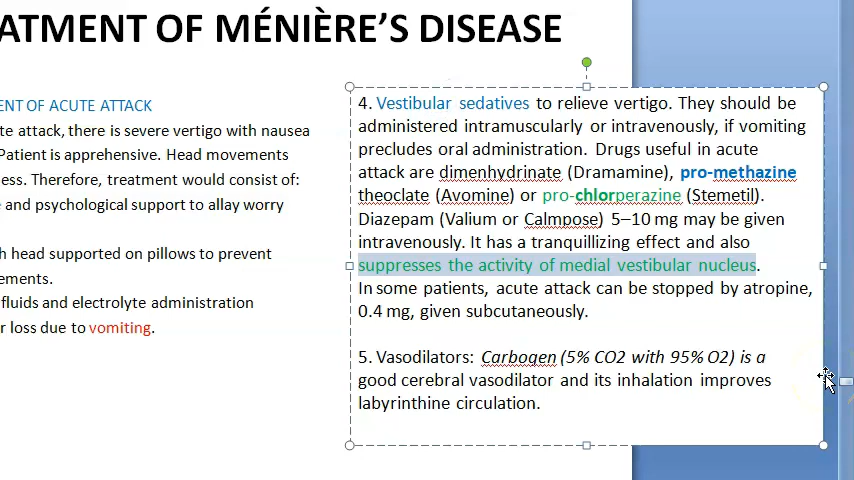 ATMENT OF MÉNIÈRE'S DISEASE
ENT OF ACUTE ATTACK
te attack, there is severe vertigo with nausea
Patient is apprehensive. Head movements
ess. Therefore, treatment would consist of:
e and psychological support to allay worry
h head supported on pillows to prevent
ements.
fluids and electrolyte administration
r loss due to vomiting.
4. Vestibular sedatives to relieve vertigo. They should be
administered intramuscularly or intravenously, if vomiting
precludes oral administration. Drugs useful in acute
attack are dimenhydrinate (Dramamine), pro-methazine
theoclate (Avomine) or pro-chlorperazine (Stemetil).
Diazepam (Valium or Calmpose) 5–10 mg may be given
intravenously. It has a tranquillizing effect and also
suppresses the activity of medial vestibular nucleus.
In some patients, acute attack can be stopped by atropine,
0.4 mg, given subcutaneously.
5. Vasodilators: Carbogen (5% CO2 with 95% O2) is a
good cerebral vasodilator and its inhalation improves
labyrinthine circulation.